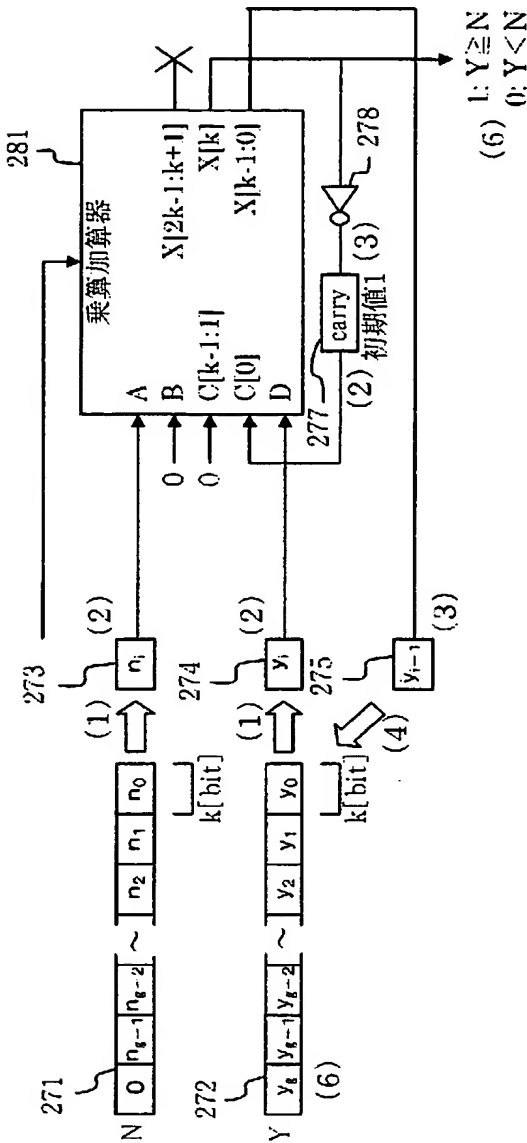 N
271
0 n_{g-1} n_{g-2} ~ n_2 n_1 n_0
k[bit]
Y
272
y_g y_{g-1} y_{g-2} ~ y_2 y_1 y_0
(6)
k[bit]
(1)
(1)
(4)
273
n_i
(2)
274
y_i
(2)
275
y_{i-1}
(3)
0
0
281
乗算加算器
A
B
C[k-1:1]
C[0]
D
X[2k-1:k+1]
X[k]
X[k-1:0]
277
(2)
carry
初期値1
(3)
278
(6)
1: Y≧N
0: Y<N